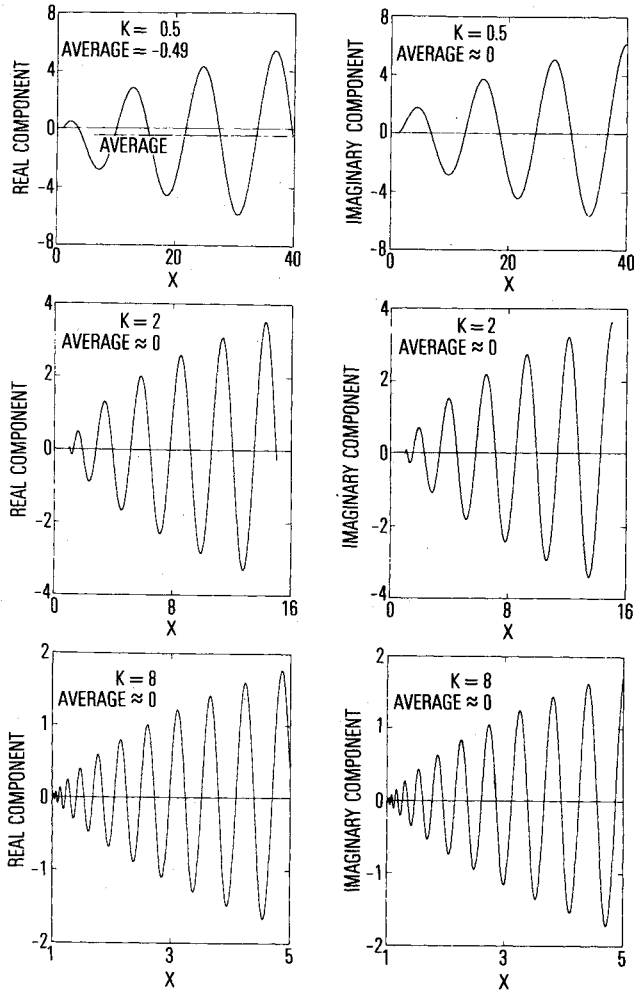 K = 0.5
AVERAGE = -0.49
REAL COMPONENT
8
4
0
-4
-8
AVERAGE
0
20
40
X
K = 0.5
AVERAGE ≈ 0
IMAGINARY COMPONENT
8
4
0
-4
-8
0
20
40
X
K = 2
AVERAGE ≈ 0
REAL COMPONENT
4
2
0
-2
-4
0
8
16
X
K = 2
AVERAGE ≈ 0
IMAGINARY COMPONENT
4
2
0
-2
-4
0
8
16
X
K = 8
AVERAGE ≈ 0
REAL COMPONENT
2
1
0
-1
-2
1
3
5
X
K = 8
AVERAGE ≈ 0
IMAGINARY COMPONENT
2
1
0
-1
-2
1
3
5
X